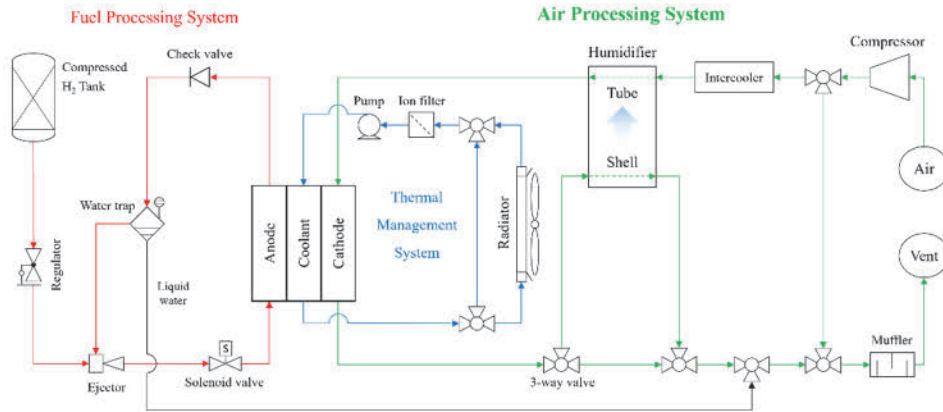 Fuel Processing System
Air Processing System
Compressed
H₂ Tank
Check valve
Humidifier
Compressor
Tube
Intercooler
Pump
Ion filter
Shell
Air
Water trap
Anode
Coolant
Cathode
Thermal
Management
System
Radiator
Regulator
Vent
Liquid
water
S
Muffler
Ejector
Solenoid valve
3-way valve